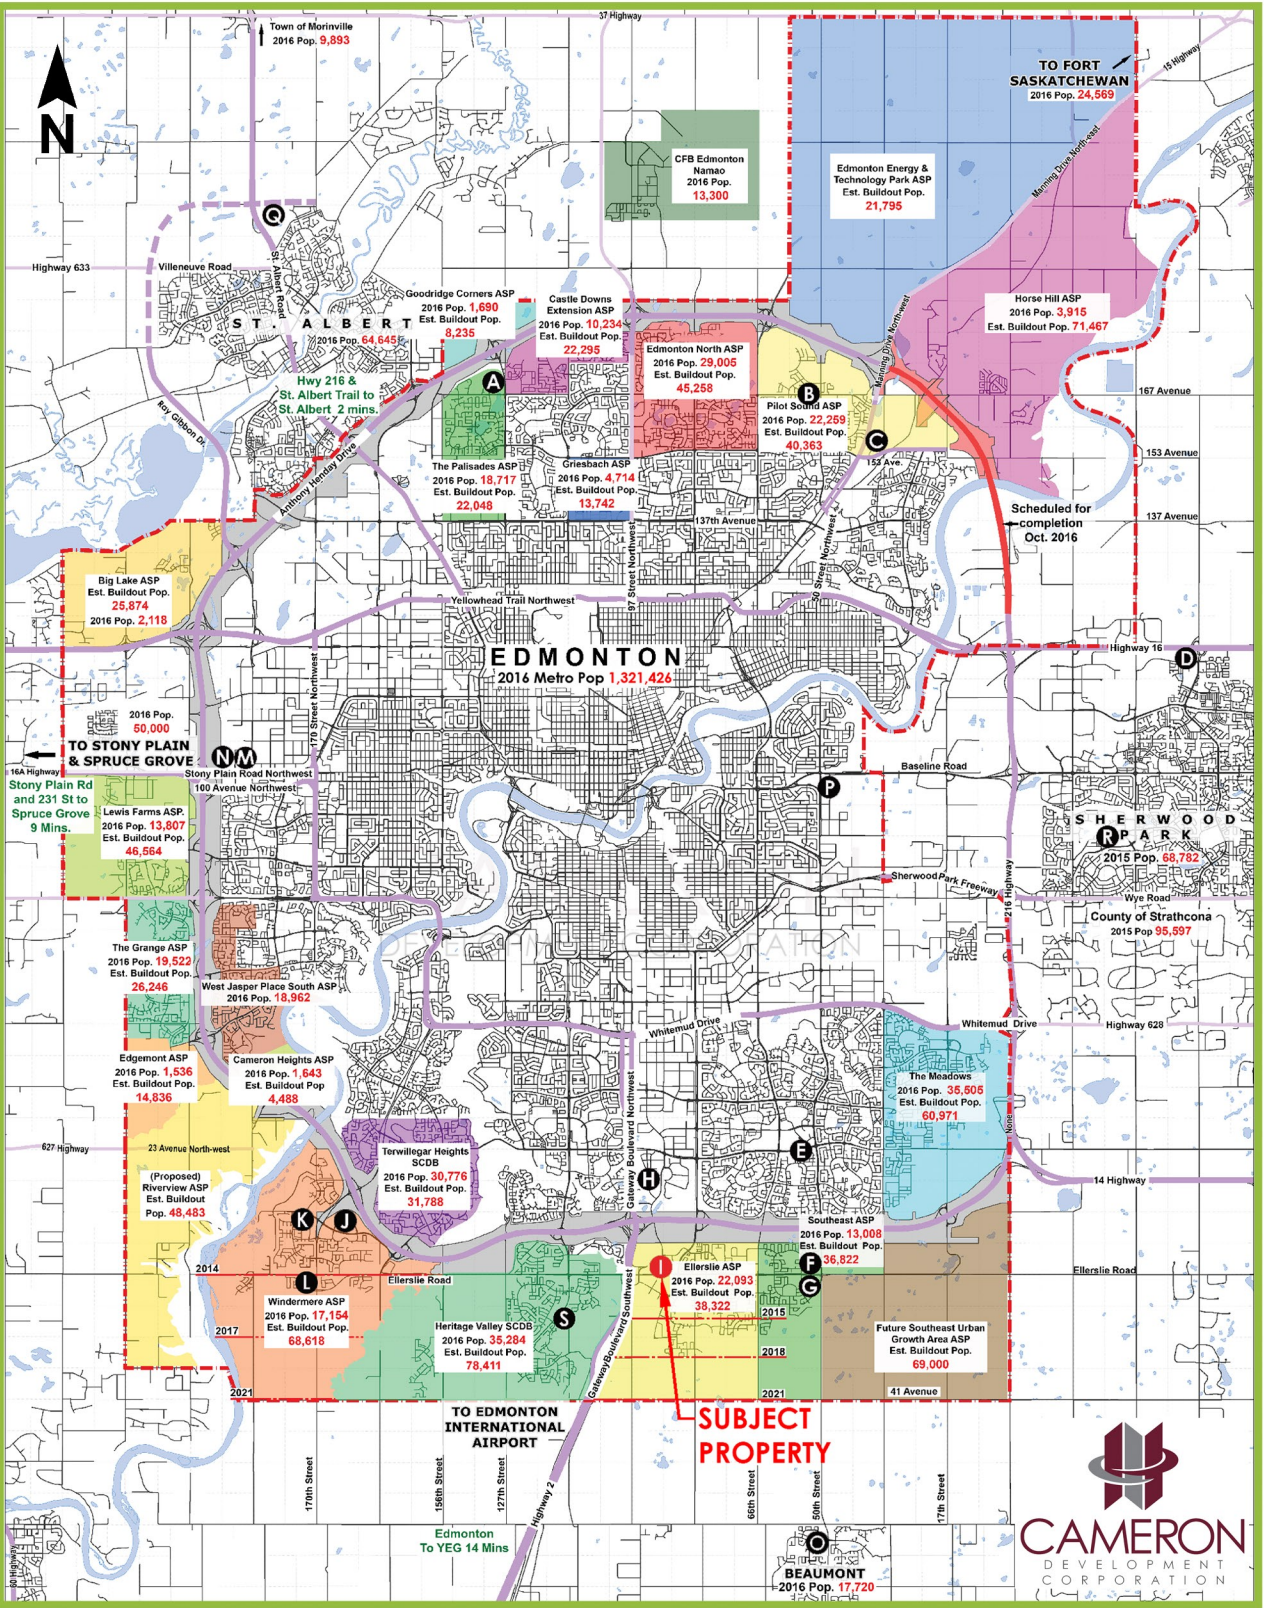 37 Highway
Town of Morinville
2016 Pop. 9,893
N
TO FORT
SASKATCHEWAN
2016 Pop. 24,569
15 Highway
Manning Drive North-east
CFB Edmonton
Namao
2016 Pop.
13,300
Edmonton Energy &
Technology Park ASP
Est. Buildout Pop.
21,795
Q
Highway 633
Villeneuve Road
St. Albert Road
ST. ALBERT
2016 Pop. 64,645
Goodridge Corners ASP
2016 Pop. 1,690
Est. Buildout Pop.
8,235
Castle Downs
Extension ASP
2016 Pop. 10,234
Est. Buildout Pop.
22,295
Horse Hill ASP
2016 Pop. 3,915
Est. Buildout Pop. 71,467
Manning Drive North-west
Edmonton North ASP
2016 Pop. 29,005
Est. Buildout Pop.
45,258
Hwy 216 &
St. Albert Trail to
St. Albert 2 mins.
A
B
Pilot Sound ASP
2016 Pop. 22,259
Est. Buildout Pop.
40,363
C
167 Avenue
Ray Gibbon Dr.
153 Ave.
153 Avenue
Anthony Henday Drive
The Palisades ASP
2016 Pop. 18,717
Est. Buildout Pop.
22,048
Griesbach ASP
2016 Pop. 4,714
Est. Buildout Pop.
13,742
Scheduled for
completion
Oct. 2016
137th Avenue
137 Avenue
97 Street Northwest
50 Street Northwest
Big Lake ASP
Est. Buildout Pop.
25,874
2016 Pop. 2,118
Yellowhead Trail Northwest
EDMONTON
2016 Metro Pop 1,321,426
Highway 16
D
170 Street Northwest
2016 Pop.
50,000
TO STONY PLAIN
& SPRUCE GROVE
N
M
16A Highway
Stony Plain Road Northwest
100 Avenue Northwest
Baseline Road
P
Stony Plain Rd
and 231 St to
Spruce Grove
9 Mins.
Lewis Farms ASP.
2016 Pop. 13,807
Est. Buildout Pop.
46,564
SHERWOOD
R
PARK
2015 Pop. 68,782
Sherwood Park Freeway
216 Highway
Wye Road
County of Strathcona
2015 Pop 95,597
DEVELOPMENT CORPORATION
The Grange ASP
2016 Pop. 19,522
Est. Buildout Pop.
26,246
West Jasper Place South ASP
2016 Pop. 18,962
Whitemud Drive
Whitemud Drive
Highway 628
Edgemont ASP
2016 Pop. 1,536
Est. Buildout Pop.
14,836
Cameron Heights ASP
2016 Pop. 1,643
Est. Buildout Pop
4,488
The Meadows
2016 Pop. 35,506
Est. Buildout Pop.
60,971
None
Gateway Boulevard Northwest
627 Highway
23 Avenue North-west
Terwillegar Heights
SCDB
2016 Pop. 30,776
Est. Buildout Pop.
31,788
E
H
14 Highway
(Proposed)
Riverview ASP
Est. Buildout
Pop. 48,483
K
J
Southeast ASP
2016 Pop. 13,008
Est. Buildout Pop.
36,822
F
G
2014
L
Ellerslie Road
I
Ellerslie ASP
2016 Pop. 22,093
Est. Buildout Pop.
38,322
Ellerslie Road
Windermere ASP
2016 Pop. 17,154
Est. Buildout Pop.
68,618
2017
Heritage Valley SCDB
2016 Pop. 35,284
Est. Buildout Pop.
78,411
S
Gateway Boulevard Southwest
2015
2018
Future Southeast Urban
Growth Area ASP
Est. Buildout Pop.
69,000
2021
2021
41 Avenue
TO EDMONTON
INTERNATIONAL
AIRPORT
SUBJECT
PROPERTY
170th Street
156th Street
127th Street
Highway 2
66th Street
50th Street
17th Street
Edmonton
To YEG 14 Mins
60 Highway
O
BEAUMONT
2016 Pop. 17,720
CAMERON
DEVELOPMENT
CORPORATION